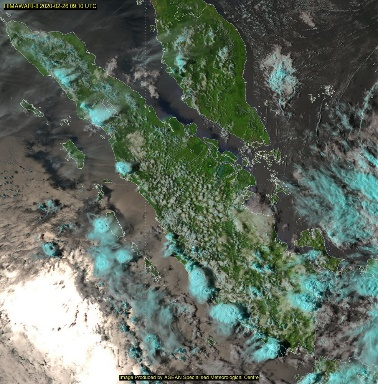 HIMAWARI-8 2020-02-26 09:10 UTC
Image Produced by ASEAN Specialised Meteorological Centre